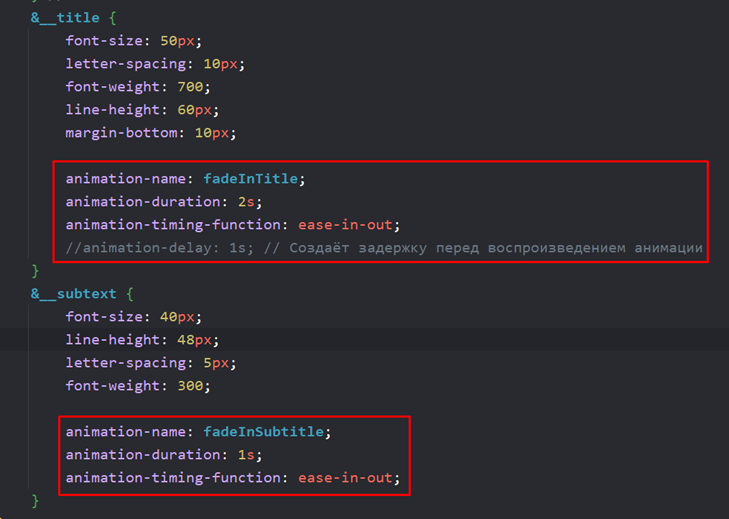 &__title {
font-size: 50px;
letter-spacing: 10px;
font-weight: 700;
line-height: 60px;
margin-bottom: 10px;
animation-name: fadeInTitle;
animation-duration: 2s;
animation-timing-function: ease-in-out;
//animation-delay: 1s; // Создаёт задержку перед воспроизведением анимации
}
&__subtext {
font-size: 40px;
line-height: 48px;
letter-spacing: 5px;
font-weight: 300;
animation-name: fadeInSubtitle;
animation-duration: 1s;
animation-timing-function: ease-in-out;
}